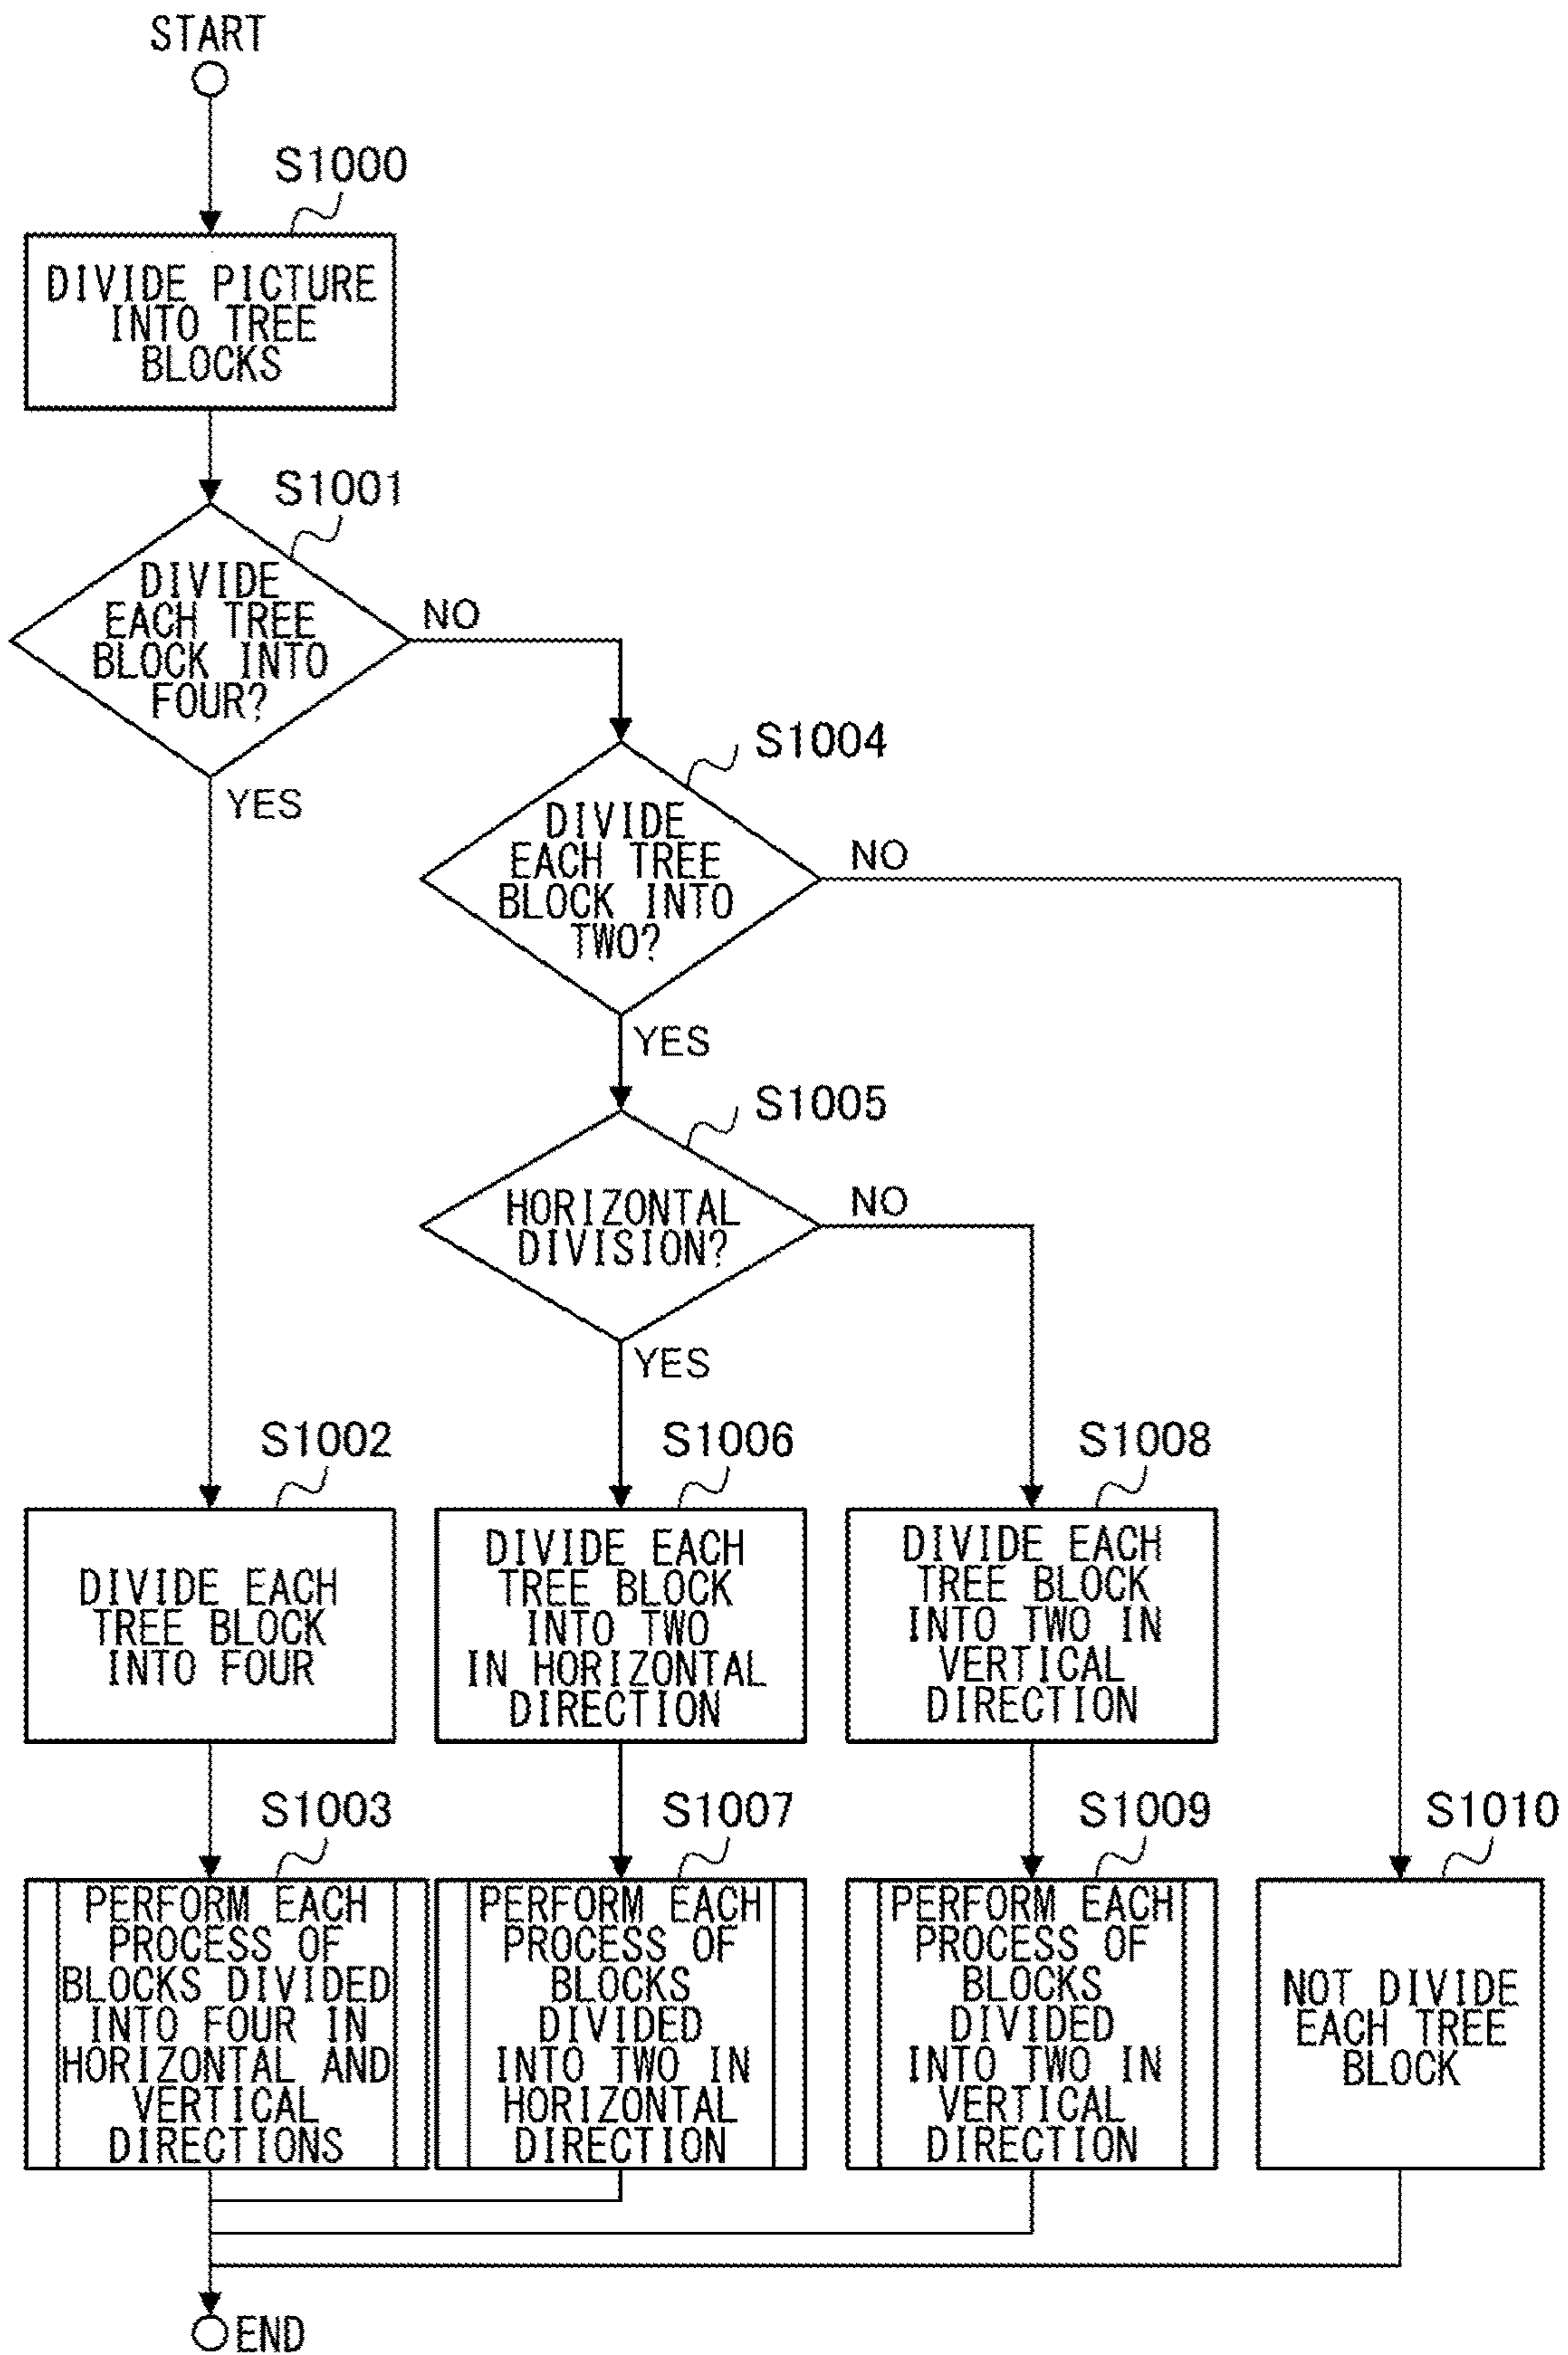 START
S1000
DIVIDE PICTURE
INTO TREE
BLOCKS
S1001
DIVIDE
EACH TREE
BLOCK INTO
FOUR?
NO
YES
S1004
DIVIDE
EACH TREE
BLOCK INTO
TWO?
NO
YES
S1005
HORIZONTAL
DIVISION?
NO
YES
S1002
DIVIDE EACH
TREE BLOCK
INTO FOUR
S1006
DIVIDE EACH
TREE BLOCK
INTO TWO
IN HORIZONTAL
DIRECTION
S1008
DIVIDE EACH
TREE BLOCK
INTO TWO IN
VERTICAL
DIRECTION
S1003
PERFORM EACH
PROCESS OF
BLOCKS DIVIDED
INTO FOUR IN
HORIZONTAL AND
VERTICAL
DIRECTIONS
S1007
PERFORM EACH
PROCESS OF
BLOCKS
DIVIDED
INTO TWO IN
HORIZONTAL
DIRECTION
S1009
PERFORM EACH
PROCESS OF
BLOCKS
DIVIDED
INTO TWO IN
VERTICAL
DIRECTION
S1010
NOT DIVIDE
EACH TREE
BLOCK
END